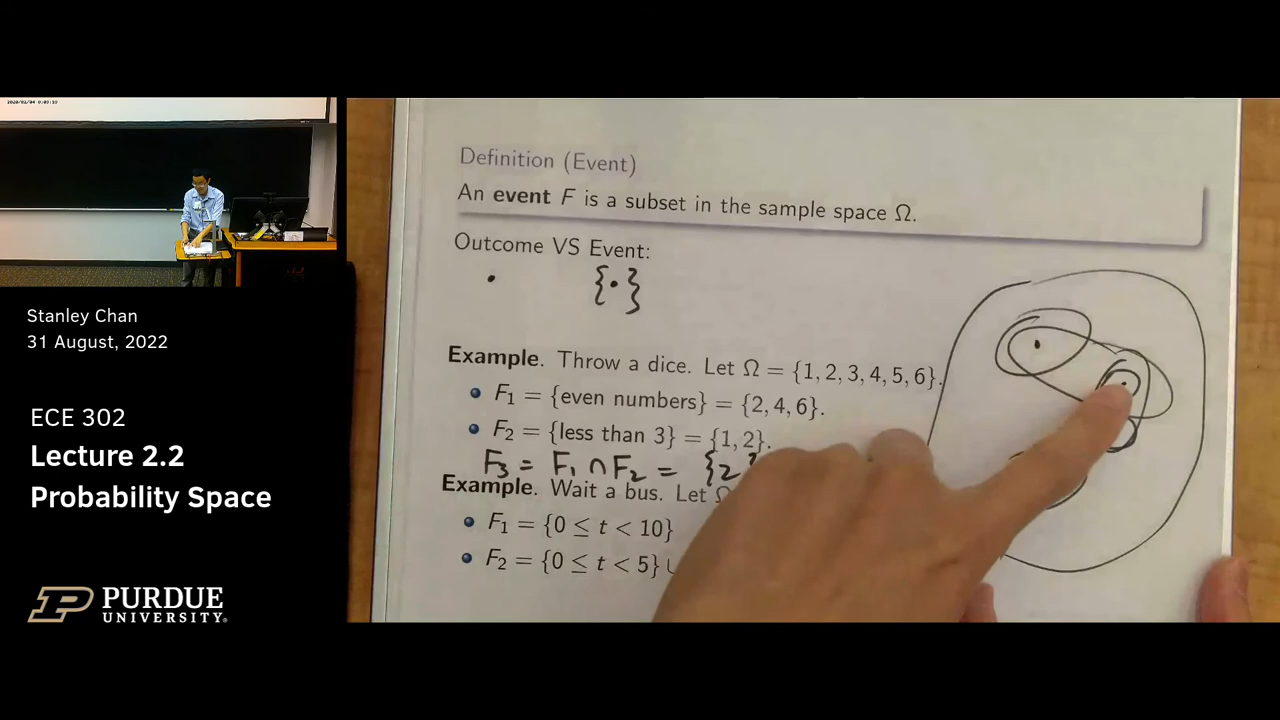 Stanley Chan
31 August, 2022
ECE 302
Lecture 2.2
Probability Space
PURDUE
UNIVERSITY.
Definition (Event)
An event F is a subset in the sample space Ω.
Outcome VS Event:
• {•}
Example. Throw a dice. Let Ω = {1, 2, 3, 4, 5, 6}.
• F₁ = {even numbers} = {2, 4, 6}.
• F₂ = {less than 3} = {1, 2}.
F₃ = F₁ ∩ F₂ = {2}
Example. Wait a bus. Let Ω
• F₁ = {0 ≤ t < 10}
• F₂ = {0 ≤ t < 5} ∪